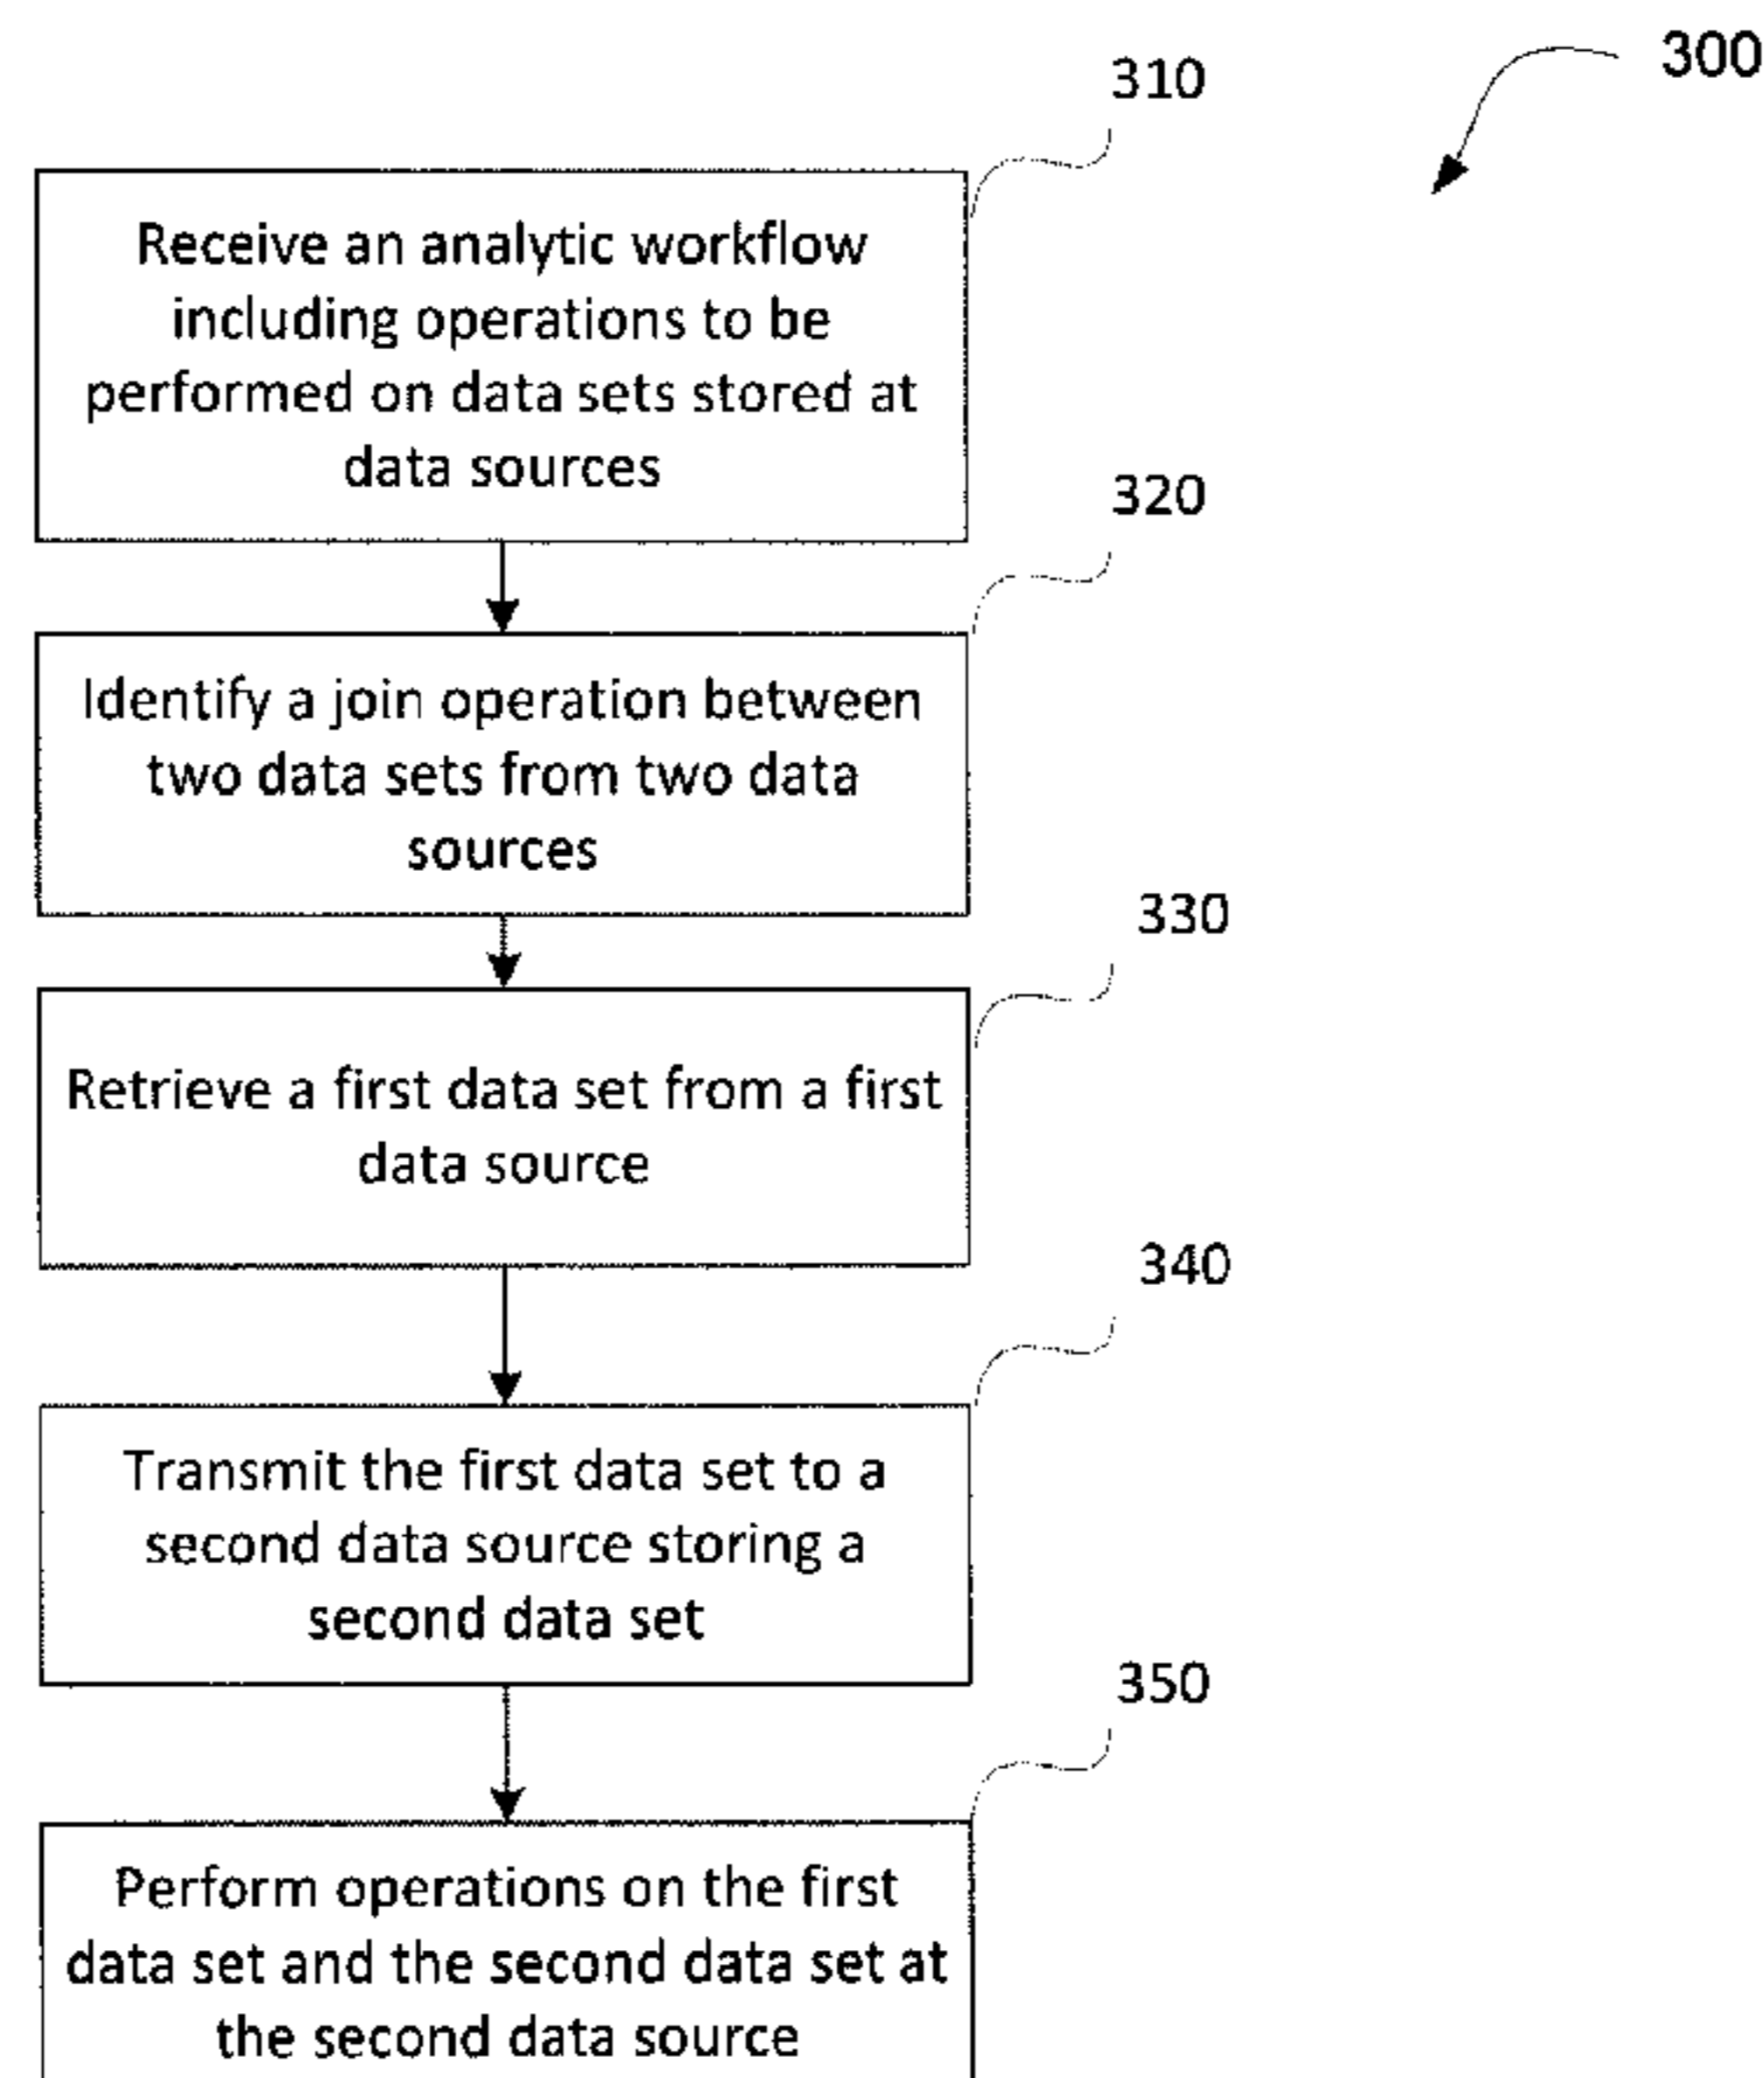 300
310
Receive an analytic workflow
including operations to be
performed on data sets stored at
data sources
320
Identify a join operation between
two data sets from two data
sources
330
Retrieve a first data set from a first
data source
340
Transmit the first data set to a
second data source storing a
second data set
350
Perform operations on the first
data set and the second data set at
the second data source